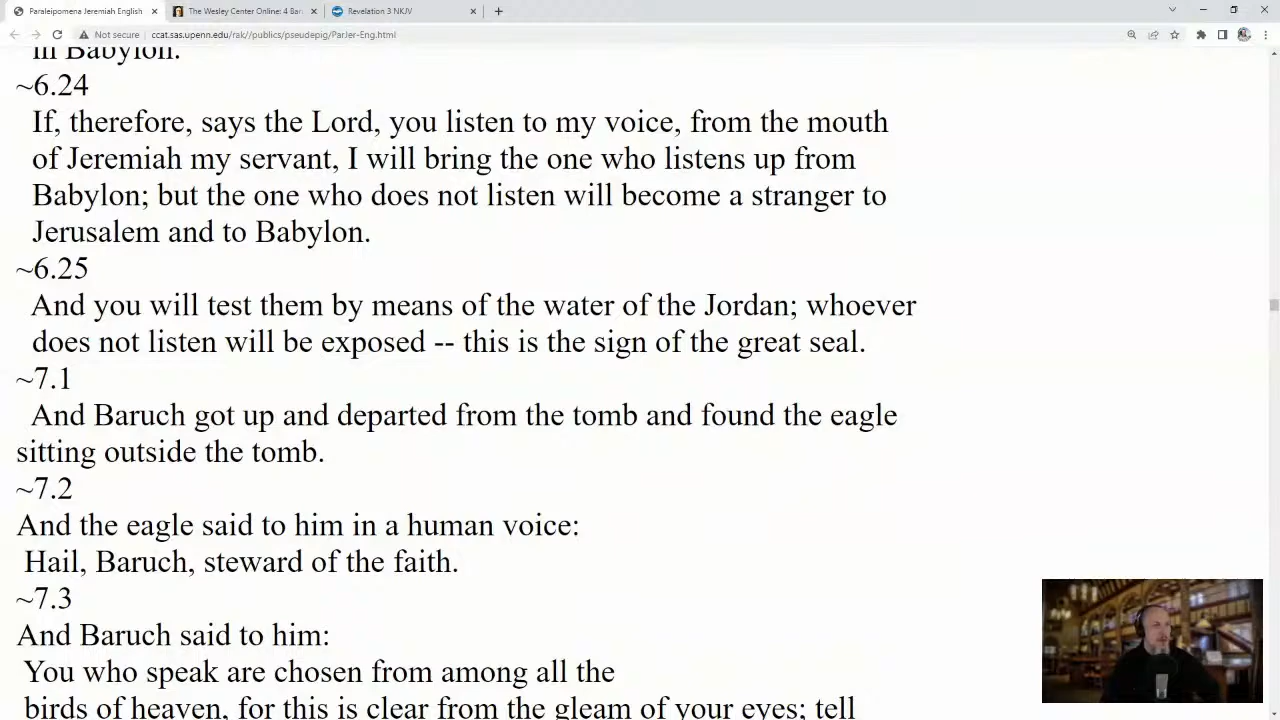 Paraleipomena Jeremiah English
The Wesley Center Online: 4 Bar
Revelation 3 NKJV
Not secure
ccat.sas.upenn.edu/rak//publics/pseudepig/ParJer-Eng.html
in Babylon.
~6.24
If, therefore, says the Lord, you listen to my voice, from the mouth
of Jeremiah my servant, I will bring the one who listens up from
Babylon; but the one who does not listen will become a stranger to
Jerusalem and to Babylon.
~6.25
And you will test them by means of the water of the Jordan; whoever
does not listen will be exposed -- this is the sign of the great seal.
~7.1
And Baruch got up and departed from the tomb and found the eagle
sitting outside the tomb.
~7.2
And the eagle said to him in a human voice:
Hail, Baruch, steward of the faith.
~7.3
And Baruch said to him:
You who speak are chosen from among all the
birds of heaven, for this is clear from the gleam of your eyes; tell